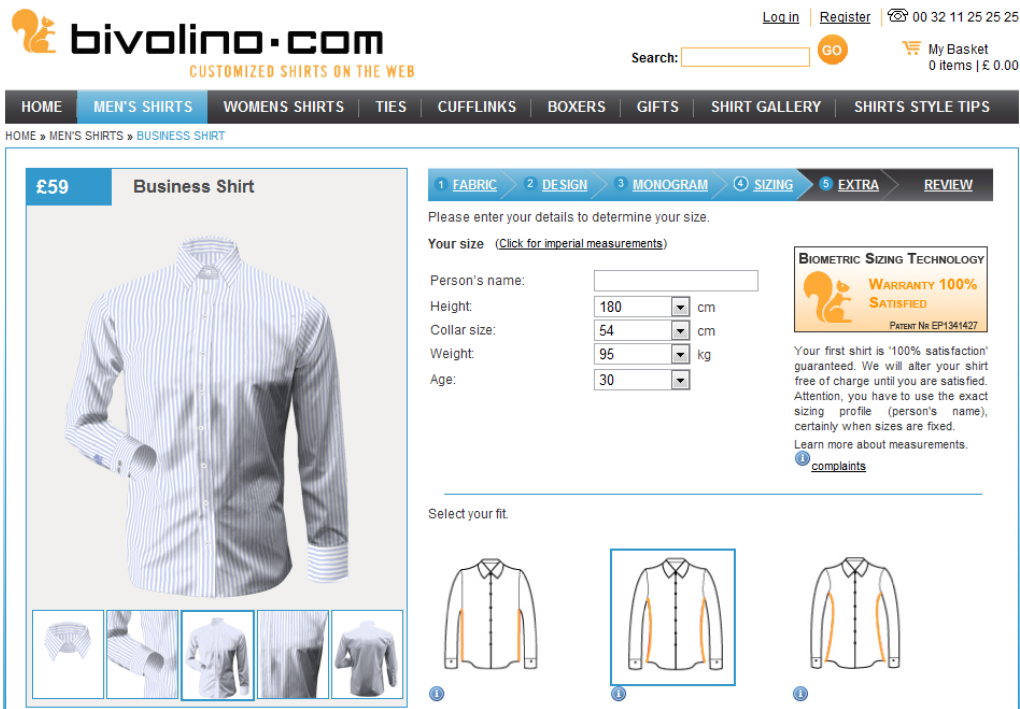 Log in Register 00 32 11 25 25 25
bivolino.com
CUSTOMIZED SHIRTS ON THE WEB
Search: GO
My Basket
0 items | £ 0.00
HOME MEN'S SHIRTS WOMENS SHIRTS TIES CUFFLINKS BOXERS GIFTS SHIRT GALLERY SHIRTS STYLE TIPS
HOME » MEN'S SHIRTS » BUSINESS SHIRT
£59 Business Shirt
1 FABRIC 2 DESIGN 3 MONOGRAM 4 SIZING 5 EXTRA REVIEW
Please enter your details to determine your size.
Your size (Click for imperial measurements)
Person's name:
Height: 180 cm
Collar size: 54 cm
Weight: 95 kg
Age: 30
BIOMETRIC SIZING TECHNOLOGY
WARRANTY 100%
SATISFIED
PATENT NR EP1341427
Your first shirt is '100% satisfaction'
guaranteed. We will alter your shirt
free of charge until you are satisfied.
Attention, you have to use the exact
sizing profile (person's name),
certainly when sizes are fixed.
Learn more about measurements.
i complaints
Select your fit.
i i i